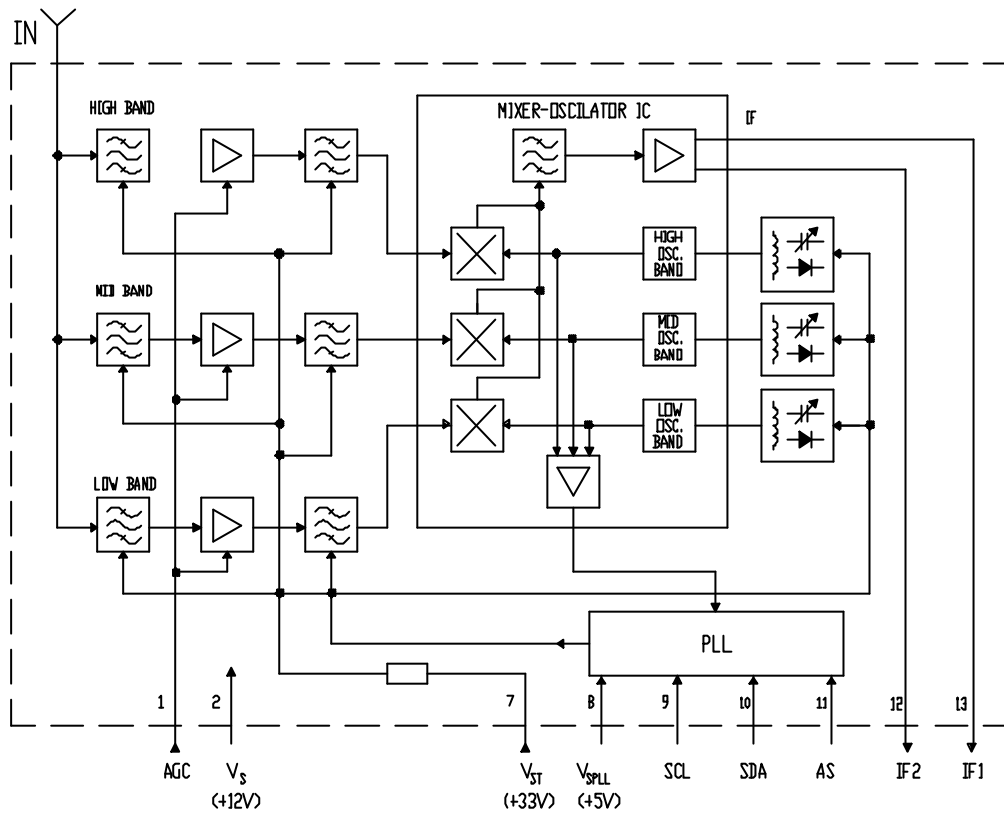 IN
HIGH BAND
MIXER-OSCILATOR IC
IF
HIGH
OSC.
BAND
MID BAND
MID
OSC.
BAND
LOW
OSC.
BAND
LOW BAND
PLL
1
2
7
8
9
10
11
12
13
AGC
VS
(+12V)
VST
(+33V)
VSPLL
(+5V)
SCL
SDA
AS
IF2
IF1